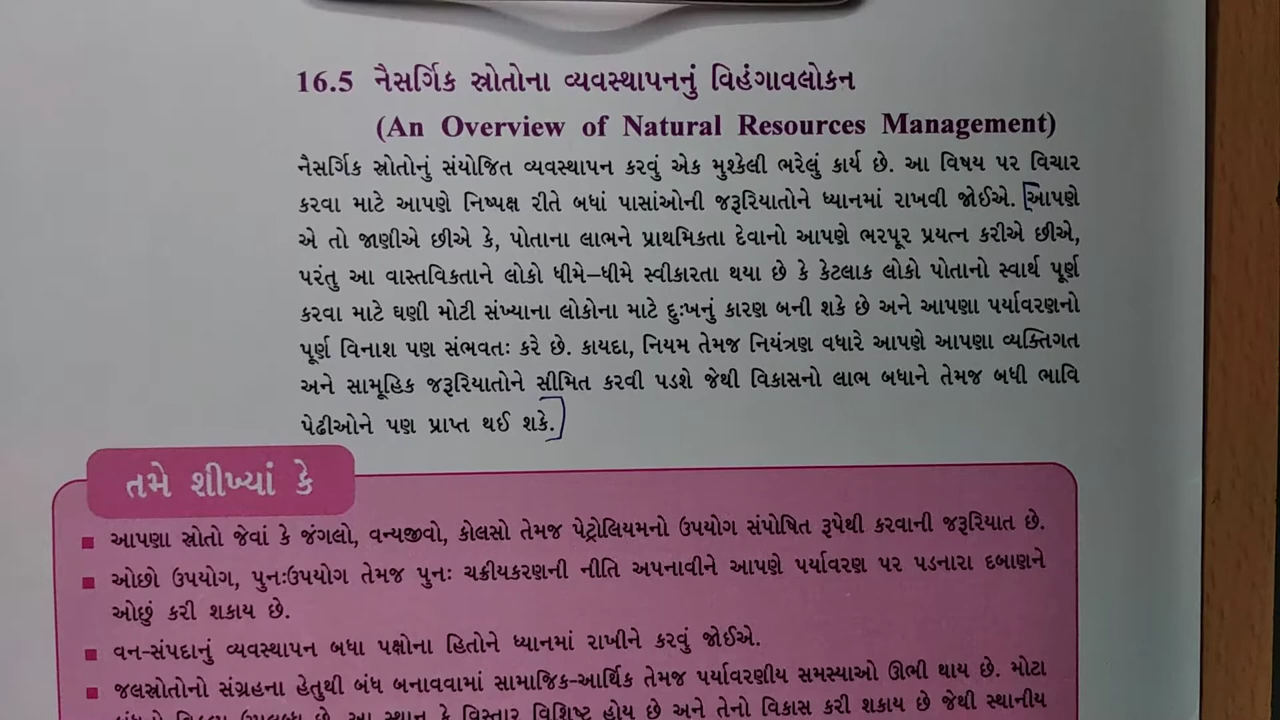 16.5 નૈસર્ગિક સ્રોતોના વ્યવસ્થાપનનું વિહંગાવલોકન
(An Overview of Natural Resources Management)
નૈસર્ગિક સ્રોતોનું સંયોજિત વ્યવસ્થાપન કરવું એક મુશ્કેલી ભરેલું કાર્ય છે. આ વિષય પર વિચાર
કરવા માટે આપણે નિષ્પક્ષ રીતે બધાં પાસાંઓની જરૂરિયાતોને ધ્યાનમાં રાખવી જોઈએ. [આપણે
એ તો જાણીએ છીએ કે, પોતાના લાભને પ્રાથમિકતા દેવાનો આપણે ભરપૂર પ્રયત્ન કરીએ છીએ,
પરંતુ આ વાસ્તવિકતાને લોકો ધીમે–ધીમે સ્વીકારતા થયા છે કે કેટલાક લોકો પોતાનો સ્વાર્થ પૂર્ણ
કરવા માટે ઘણી મોટી સંખ્યાના લોકોના માટે દુઃખનું કારણ બની શકે છે અને આપણા પર્યાવરણનો
પૂર્ણ વિનાશ પણ સંભવતઃ કરે છે. કાયદા, નિયમ તેમજ નિયંત્રણ વધારે આપણે આપણા વ્યક્તિગત
અને સામૂહિક જરૂરિયાતોને સીમિત કરવી પડશે જેથી વિકાસનો લાભ બધાને તેમજ બધી ભાવિ
પેઢીઓને પણ પ્રાપ્ત થઈ શકે.]
તમે શીખ્યાં કે
■ આપણા સ્રોતો જેવાં કે જંગલો, વન્યજીવો, કોલસો તેમજ પેટ્રોલિયમનો ઉપયોગ સંપોષિત રૂપેથી કરવાની જરૂરિયાત છે.
■ ઓછો ઉપયોગ, પુનઃઉપયોગ તેમજ પુનઃ ચક્રીયકરણની નીતિ અપનાવીને આપણે પર્યાવરણ પર પડનારા દબાણને
ઓછું કરી શકાય છે.
■ વન-સંપદાનું વ્યવસ્થાપન બધા પક્ષોના હિતોને ધ્યાનમાં રાખીને કરવું જોઈએ.
■ જલસ્રોતોનો સંગ્રહના હેતુથી બંધ બનાવવામાં સામાજિક-આર્થિક તેમજ પર્યાવરણીય સમસ્યાઓ ઊભી થાય છે. મોટા
છે. આ સ્થાન કે વિસ્તાર વિશિષ્ટ હોય છે અને તેનો વિકાસ કરી શકાય છે જેથી સ્થાનીય